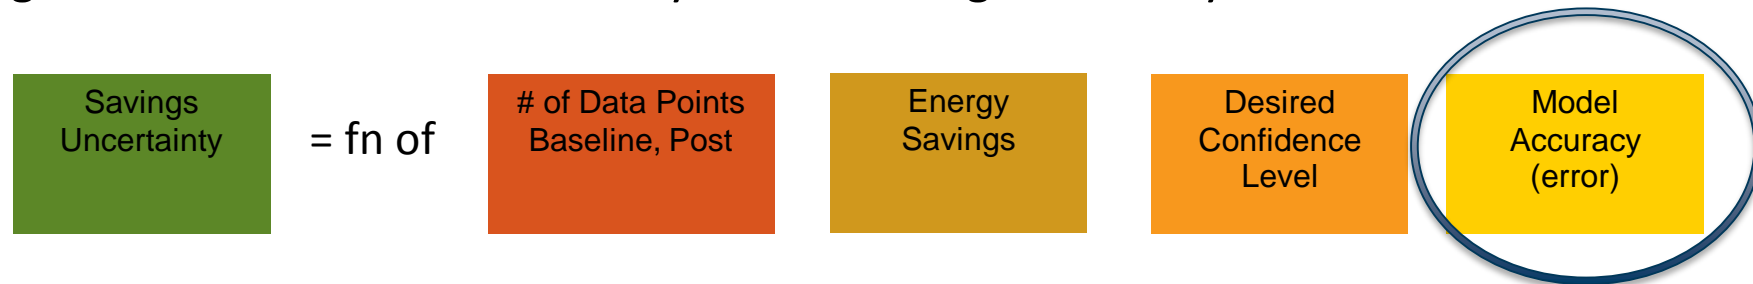 Savings
Uncertainty
= fn of
# of Data Points
Baseline, Post
Energy
Savings
Desired
Confidence
Level
Model
Accuracy
(error)